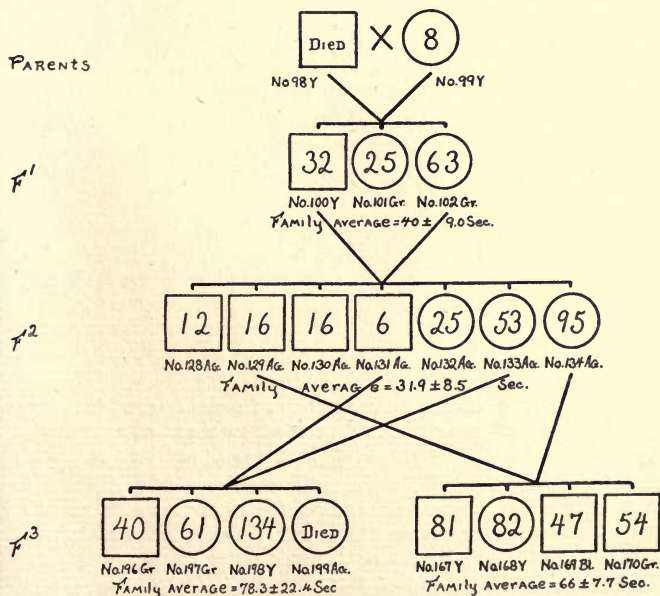 Died X 8
Parents
No98Y No.99Y
F¹
32 25 63
No.100Y No.101Gr. No.102Gr.
Family Average = 40 ± 9.0 Sec.
F²
12 16 16 6 25 53 95
No.128Ag. No.129Ag. No.130Ag. No.131Ag. No.132Ag. No.133Ag. No.134Ag.
Family Average = 31.9 ± 8.5 Sec.
F³
40 61 134 Died 81 82 47 54
No.196Gr No.197Gr No.198Y No.199Ag. No.167Y No.168Y No.169Bl No.170Gr.
Family Average = 78.3 ± 22.4 Sec Family Average = 66 ± 7.7 Sec.